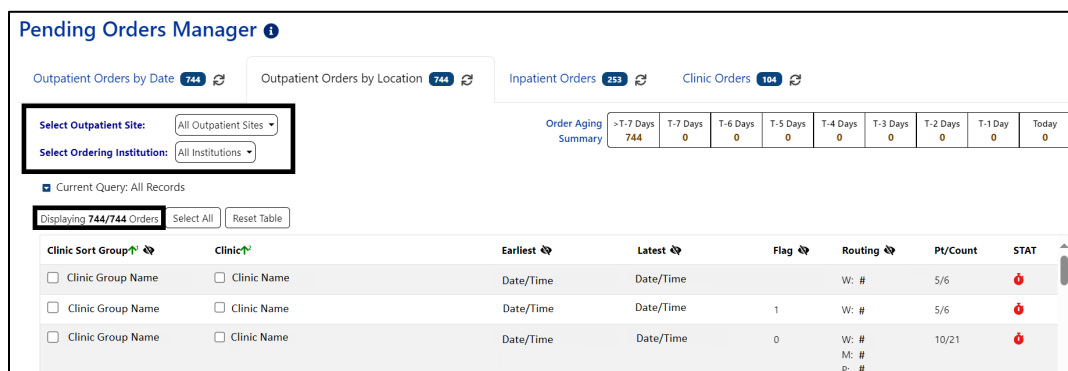 Pending Orders Manager
Outpatient Orders by Date 744 Outpatient Orders by Location 744 Inpatient Orders 253 Clinic Orders 104
Select Outpatient Site: All Outpatient Sites
Select Ordering Institution: All Institutions
Order Aging Summary
>T-7 Days T-7 Days T-6 Days T-5 Days T-4 Days T-3 Days T-2 Days T-1 Day Today
744 0 0 0 0 0 0 0 0
Current Query: All Records
Displaying 744/744 Orders Select All Reset Table
Clinic Sort Group 1 Clinic 2 Earliest Latest Flag Routing Pt/Count STAT
Clinic Group Name Clinic Name Date/Time Date/Time W: # 5/6
Clinic Group Name Clinic Name Date/Time Date/Time 1 W: # 5/6
Clinic Group Name Clinic Name Date/Time Date/Time 0 W: # 10/21
M: #
P: #